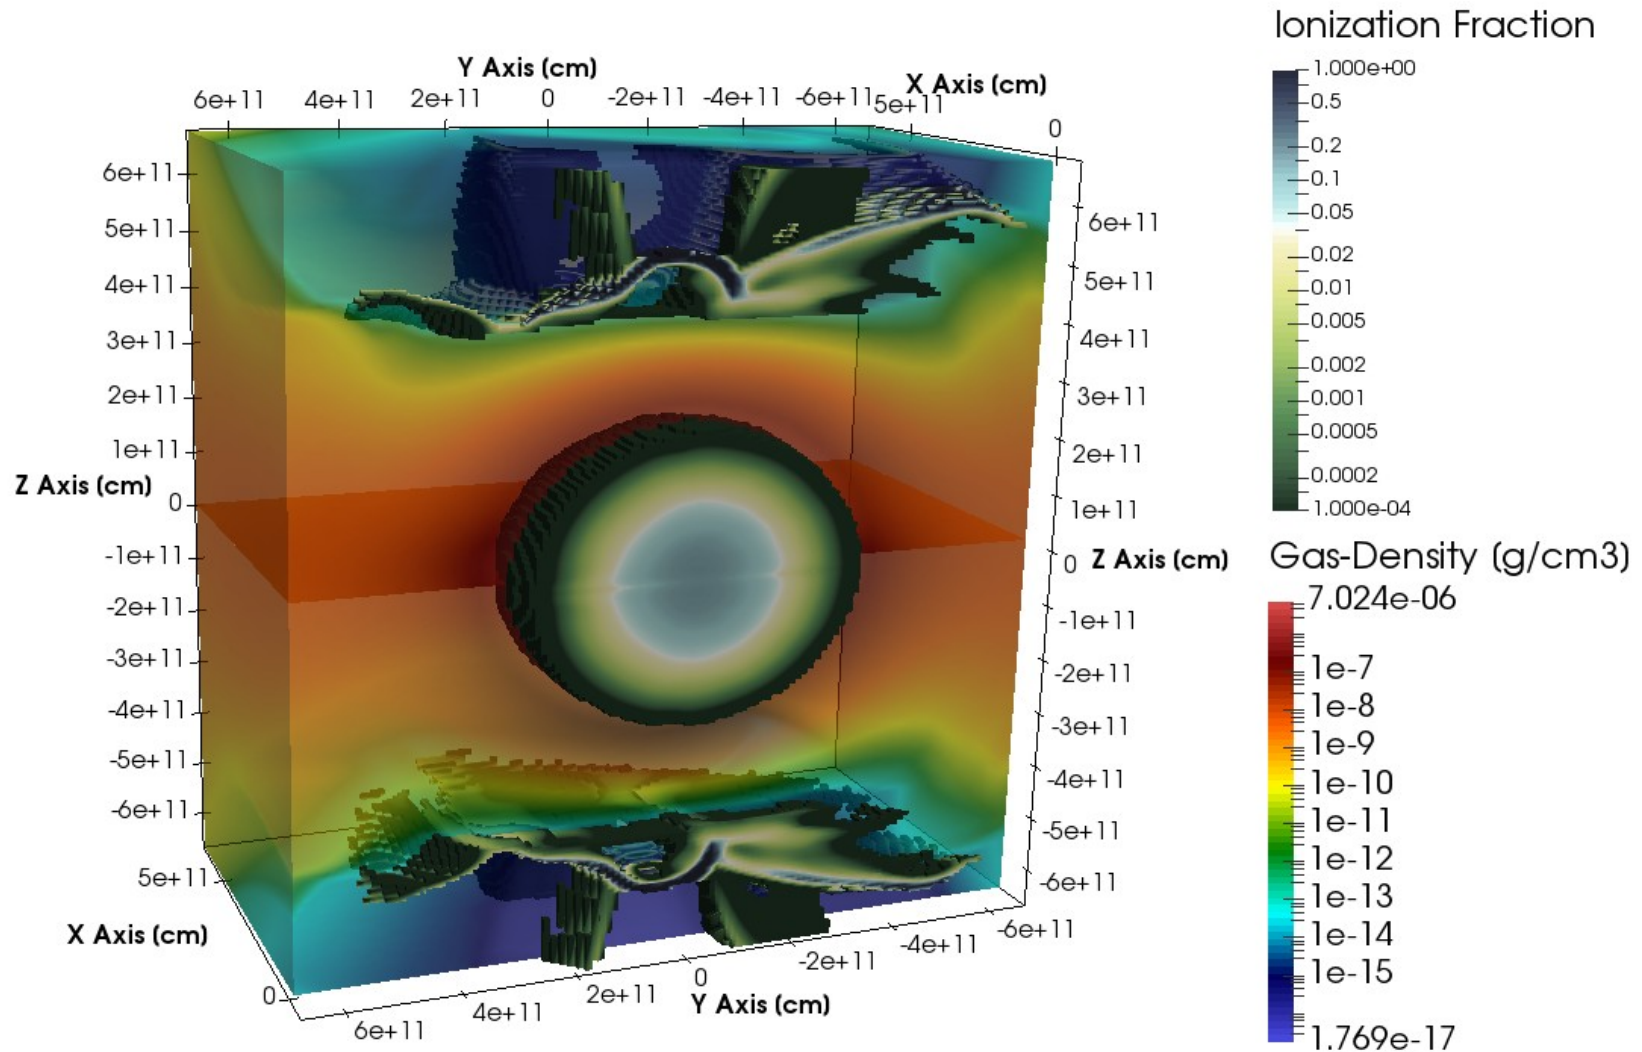 Ionization Fraction
1.000e+00
0.5
0.2
0.1
0.05
0.02
0.01
0.005
0.002
0.001
0.0005
0.0002
1.000e-04
Gas-Density (g/cm3)
7.024e-06
1e-7
1e-8
1e-9
1e-10
1e-11
1e-12
1e-13
1e-14
1e-15
1.769e-17
Y Axis (cm)
6e+11 4e+11 2e+11 0 -2e+11 -4e+11 -6e+11
X Axis (cm)
5e+11 0
6e+11
5e+11
4e+11
3e+11
2e+11
1e+11
Z Axis (cm)
0
-1e+11
-2e+11
-3e+11
-4e+11
-5e+11
-6e+11
6e+11
5e+11
4e+11
3e+11
2e+11
1e+11
0 Z Axis (cm)
-1e+11
-2e+11
-3e+11
-4e+11
-5e+11
-6e+11
5e+11
X Axis (cm)
0
6e+11 4e+11 2e+11 0 -2e+11 -4e+11 -6e+11
Y Axis (cm)